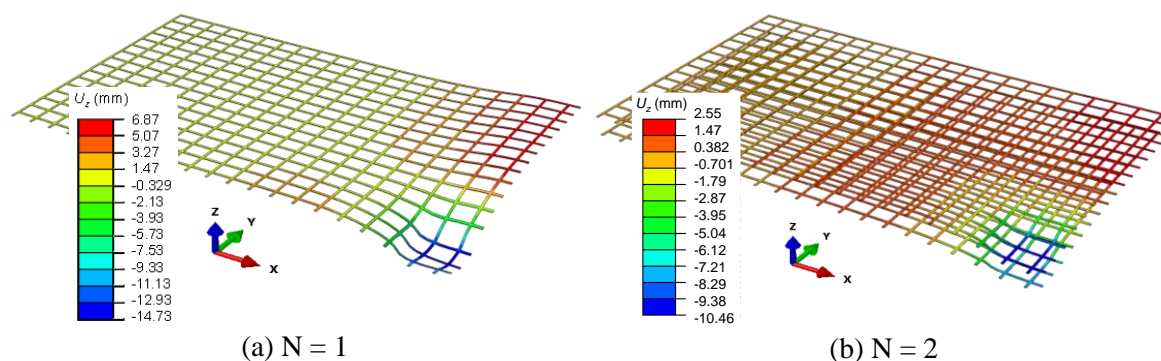 U_z (mm)
6.87
5.07
3.27
1.47
-0.329
-2.13
-3.93
-5.73
-7.53
-9.33
-11.13
-12.93
-14.73
Z
Y
X
(a) N = 1
U_z (mm)
2.55
1.47
0.382
-0.701
-1.79
-2.87
-3.95
-5.04
-6.12
-7.21
-8.29
-9.38
-10.46
Z
Y
X
(b) N = 2